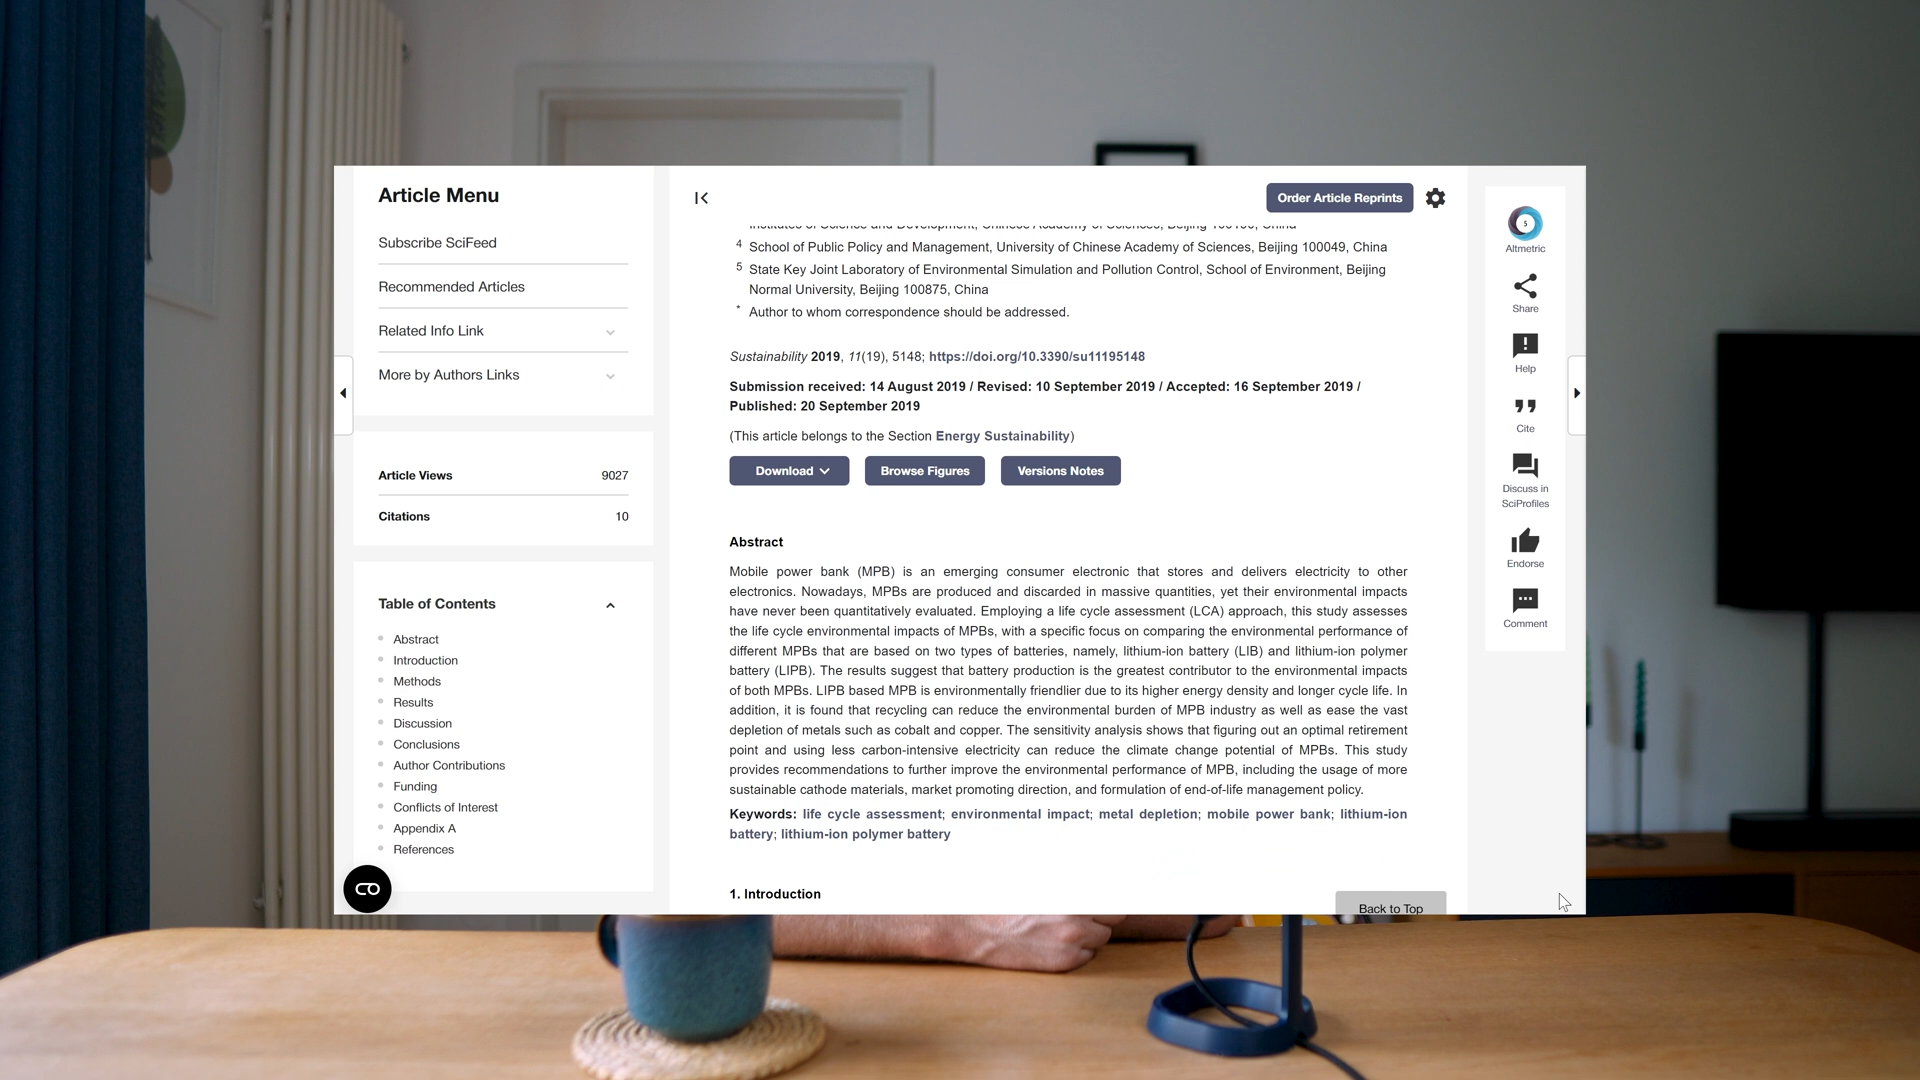 Article Menu
Subscribe SciFeed
Recommended Articles
Related Info Link
More by Authors Links
Article Views 9027
Citations 10
Table of Contents
Abstract
Introduction
Methods
Results
Discussion
Conclusions
Author Contributions
Funding
Conflicts of Interest
Appendix A
References
Order Article Reprints
Institutes of Science and Development, Chinese Academy of Sciences, Beijing 100190, China
4 School of Public Policy and Management, University of Chinese Academy of Sciences, Beijing 100049, China
5 State Key Joint Laboratory of Environmental Simulation and Pollution Control, School of Environment, Beijing
Normal University, Beijing 100875, China
* Author to whom correspondence should be addressed.
Sustainability 2019, 11(19), 5148; https://doi.org/10.3390/su11195148
Submission received: 14 August 2019 / Revised: 10 September 2019 / Accepted: 16 September 2019 /
Published: 20 September 2019
(This article belongs to the Section Energy Sustainability)
Download Browse Figures Versions Notes
Abstract
Mobile power bank (MPB) is an emerging consumer electronic that stores and delivers electricity to other
electronics. Nowadays, MPBs are produced and discarded in massive quantities, yet their environmental impacts
have never been quantitatively evaluated. Employing a life cycle assessment (LCA) approach, this study assesses
the life cycle environmental impacts of MPBs, with a specific focus on comparing the environmental performance of
different MPBs that are based on two types of batteries, namely, lithium-ion battery (LIB) and lithium-ion polymer
battery (LIPB). The results suggest that battery production is the greatest contributor to the environmental impacts
of both MPBs. LIPB based MPB is environmentally friendlier due to its higher energy density and longer cycle life. In
addition, it is found that recycling can reduce the environmental burden of MPB industry as well as ease the vast
depletion of metals such as cobalt and copper. The sensitivity analysis shows that figuring out an optimal retirement
point and using less carbon-intensive electricity can reduce the climate change potential of MPBs. This study
provides recommendations to further improve the environmental performance of MPB, including the usage of more
sustainable cathode materials, market promoting direction, and formulation of end-of-life management policy.
Keywords: life cycle assessment; environmental impact; metal depletion; mobile power bank; lithium-ion
battery; lithium-ion polymer battery
1. Introduction
Back to Top
5
Altmetric
Share
Help
Cite
Discuss in
SciProfiles
Endorse
Comment